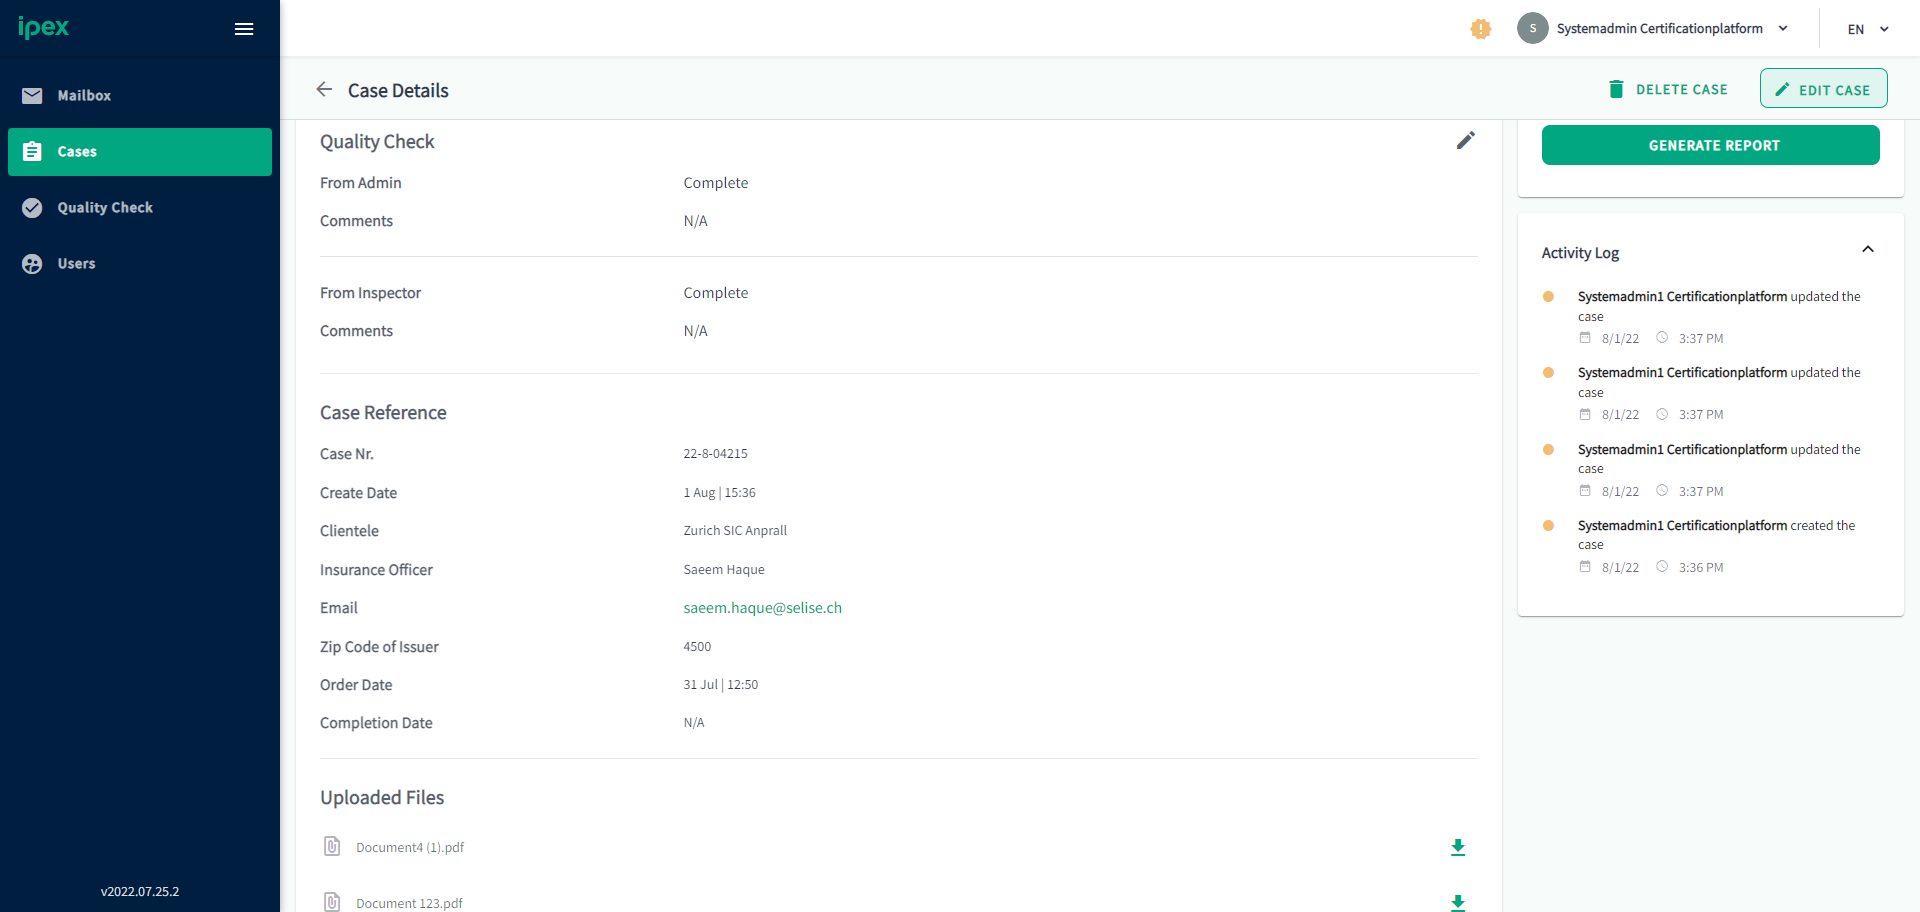 ipex
Systemadmin Certificationplatform
EN
S
Mailbox
Cases
Quality Check
Users
v2022.07.25.2
Case Details
DELETE CASE
EDIT CASE
Quality Check
From Admin Complete
Comments N/A
From Inspector Complete
Comments N/A
Case Reference
Case Nr. 22-8-04215
Create Date 1 Aug | 15:36
Clientele Zurich SIC Anprall
Insurance Officer Saeem Haque
Email saeem.haque@selise.ch
Zip Code of Issuer 4500
Order Date 31 Jul | 12:50
Completion Date N/A
Uploaded Files
Document4 (1).pdf
Document 123.pdf
GENERATE REPORT
Activity Log
Systemadmin1 Certificationplatform updated the
case
8/1/22 3:37 PM
Systemadmin1 Certificationplatform updated the
case
8/1/22 3:37 PM
Systemadmin1 Certificationplatform updated the
case
8/1/22 3:37 PM
Systemadmin1 Certificationplatform created the
case
8/1/22 3:36 PM